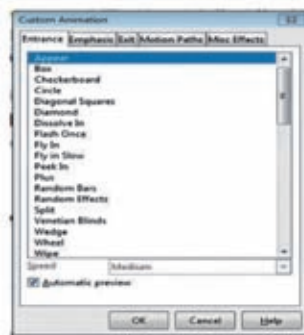 Custom Animation
Entrance Emphasis Exit Motion Paths Misc Effects
Appear
Box
Checkerboard
Circle
Diagonal Squares
Diamond
Dissolve In
Flash Once
Fly In
Fly in Slow
Peek In
Plus
Random Bars
Random Effects
Split
Venetian Blinds
Wedge
Wheel
Wipe
Speed Medium
Automatic preview
OK Cancel Help